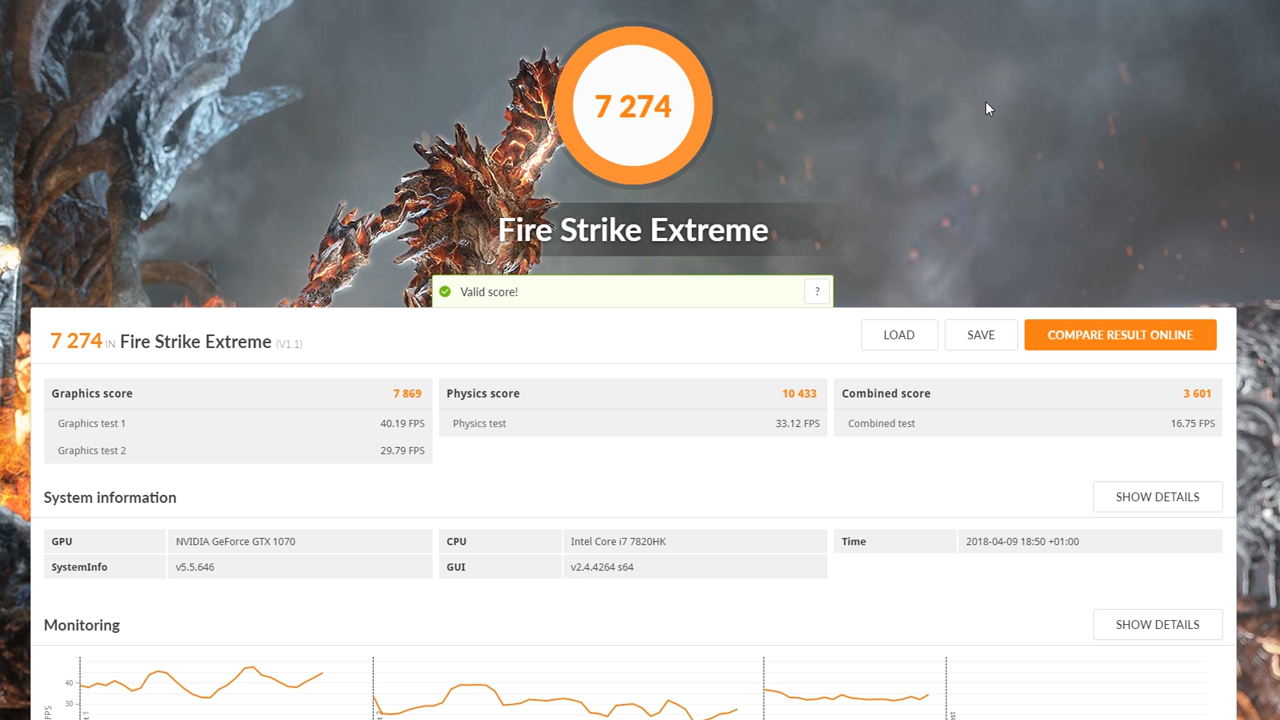 7 274
Fire Strike Extreme
Valid score!
?
7 274 IN Fire Strike Extreme (V1.1)
LOAD
SAVE
COMPARE RESULT ONLINE
Graphics score 7 869
Graphics test 1 40.19 FPS
Graphics test 2 29.79 FPS
Physics score 10 433
Physics test 33.12 FPS
Combined score 3 601
Combined test 16.75 FPS
System information
SHOW DETAILS
GPU NVIDIA GeForce GTX 1070
CPU Intel Core i7 7820HK
Time 2018-04-09 18:50 +01:00
SystemInfo v5.5.646
GUI v2.4.4264 s64
Monitoring
SHOW DETAILS
40
30
FPS